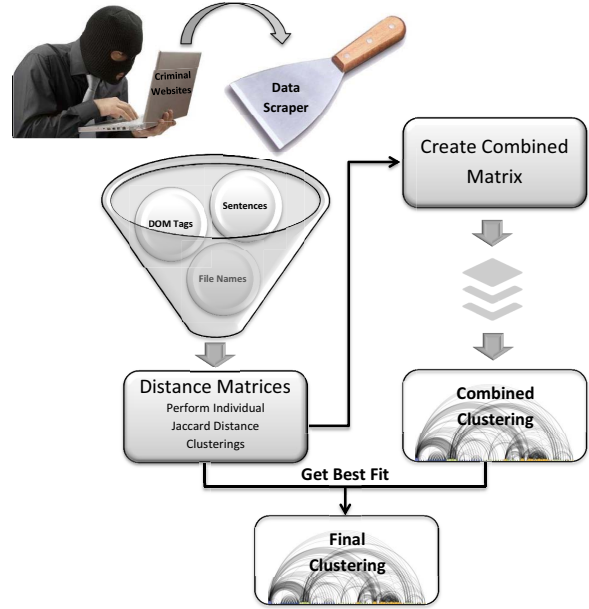 Criminal
Websites
Data
Scraper
Create Combined
Matrix
Sentences
DOM Tags
File Names
Distance Matrices
Perform Individual
Jaccard Distance
Clusterings
Combined
Clustering
Get Best Fit
Final
Clustering